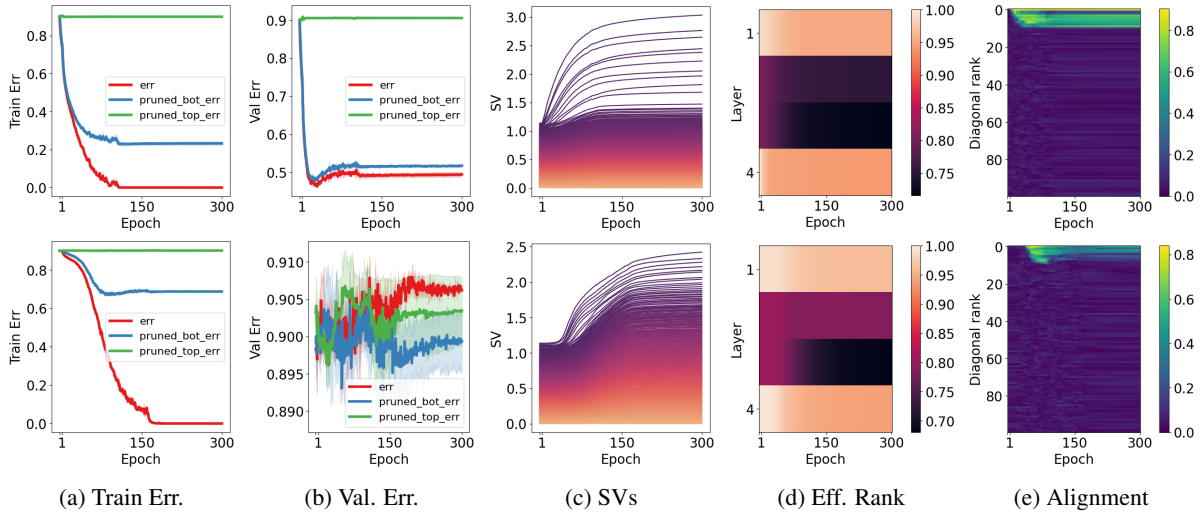 0.8
0.6
0.4
0.2
0.0
Train Err
err
pruned_bot_err
pruned_top_err
1
150
300
Epoch
0.9
0.8
0.7
0.6
0.5
Val Err
err
pruned_bot_err
pruned_top_err
1
150
300
Epoch
3.0
2.5
2.0
1.5
1.0
0.5
0.0
SV
1
150
300
Epoch
1
4
Layer
1
150
300
Epoch
1.00
0.95
0.90
0.85
0.80
0.75
0
20
40
60
80
Diagonal rank
1
150
300
Epoch
0.8
0.6
0.4
0.2
0.0
0.8
0.6
0.4
0.2
0.0
Train Err
err
pruned_bot_err
pruned_top_err
1
150
300
Epoch
0.910
0.905
0.900
0.895
0.890
Val Err
err
pruned_bot_err
pruned_top_err
1
150
300
Epoch
2.5
2.0
1.5
1.0
0.5
0.0
SV
1
150
300
Epoch
1
4
Layer
1
150
300
Epoch
1.00
0.95
0.90
0.85
0.80
0.75
0.70
0
20
40
60
80
Diagonal rank
1
150
300
Epoch
0.8
0.6
0.4
0.2
0.0
(a) Train Err.
(b) Val. Err.
(c) SVs
(d) Eff. Rank
(e) Alignment